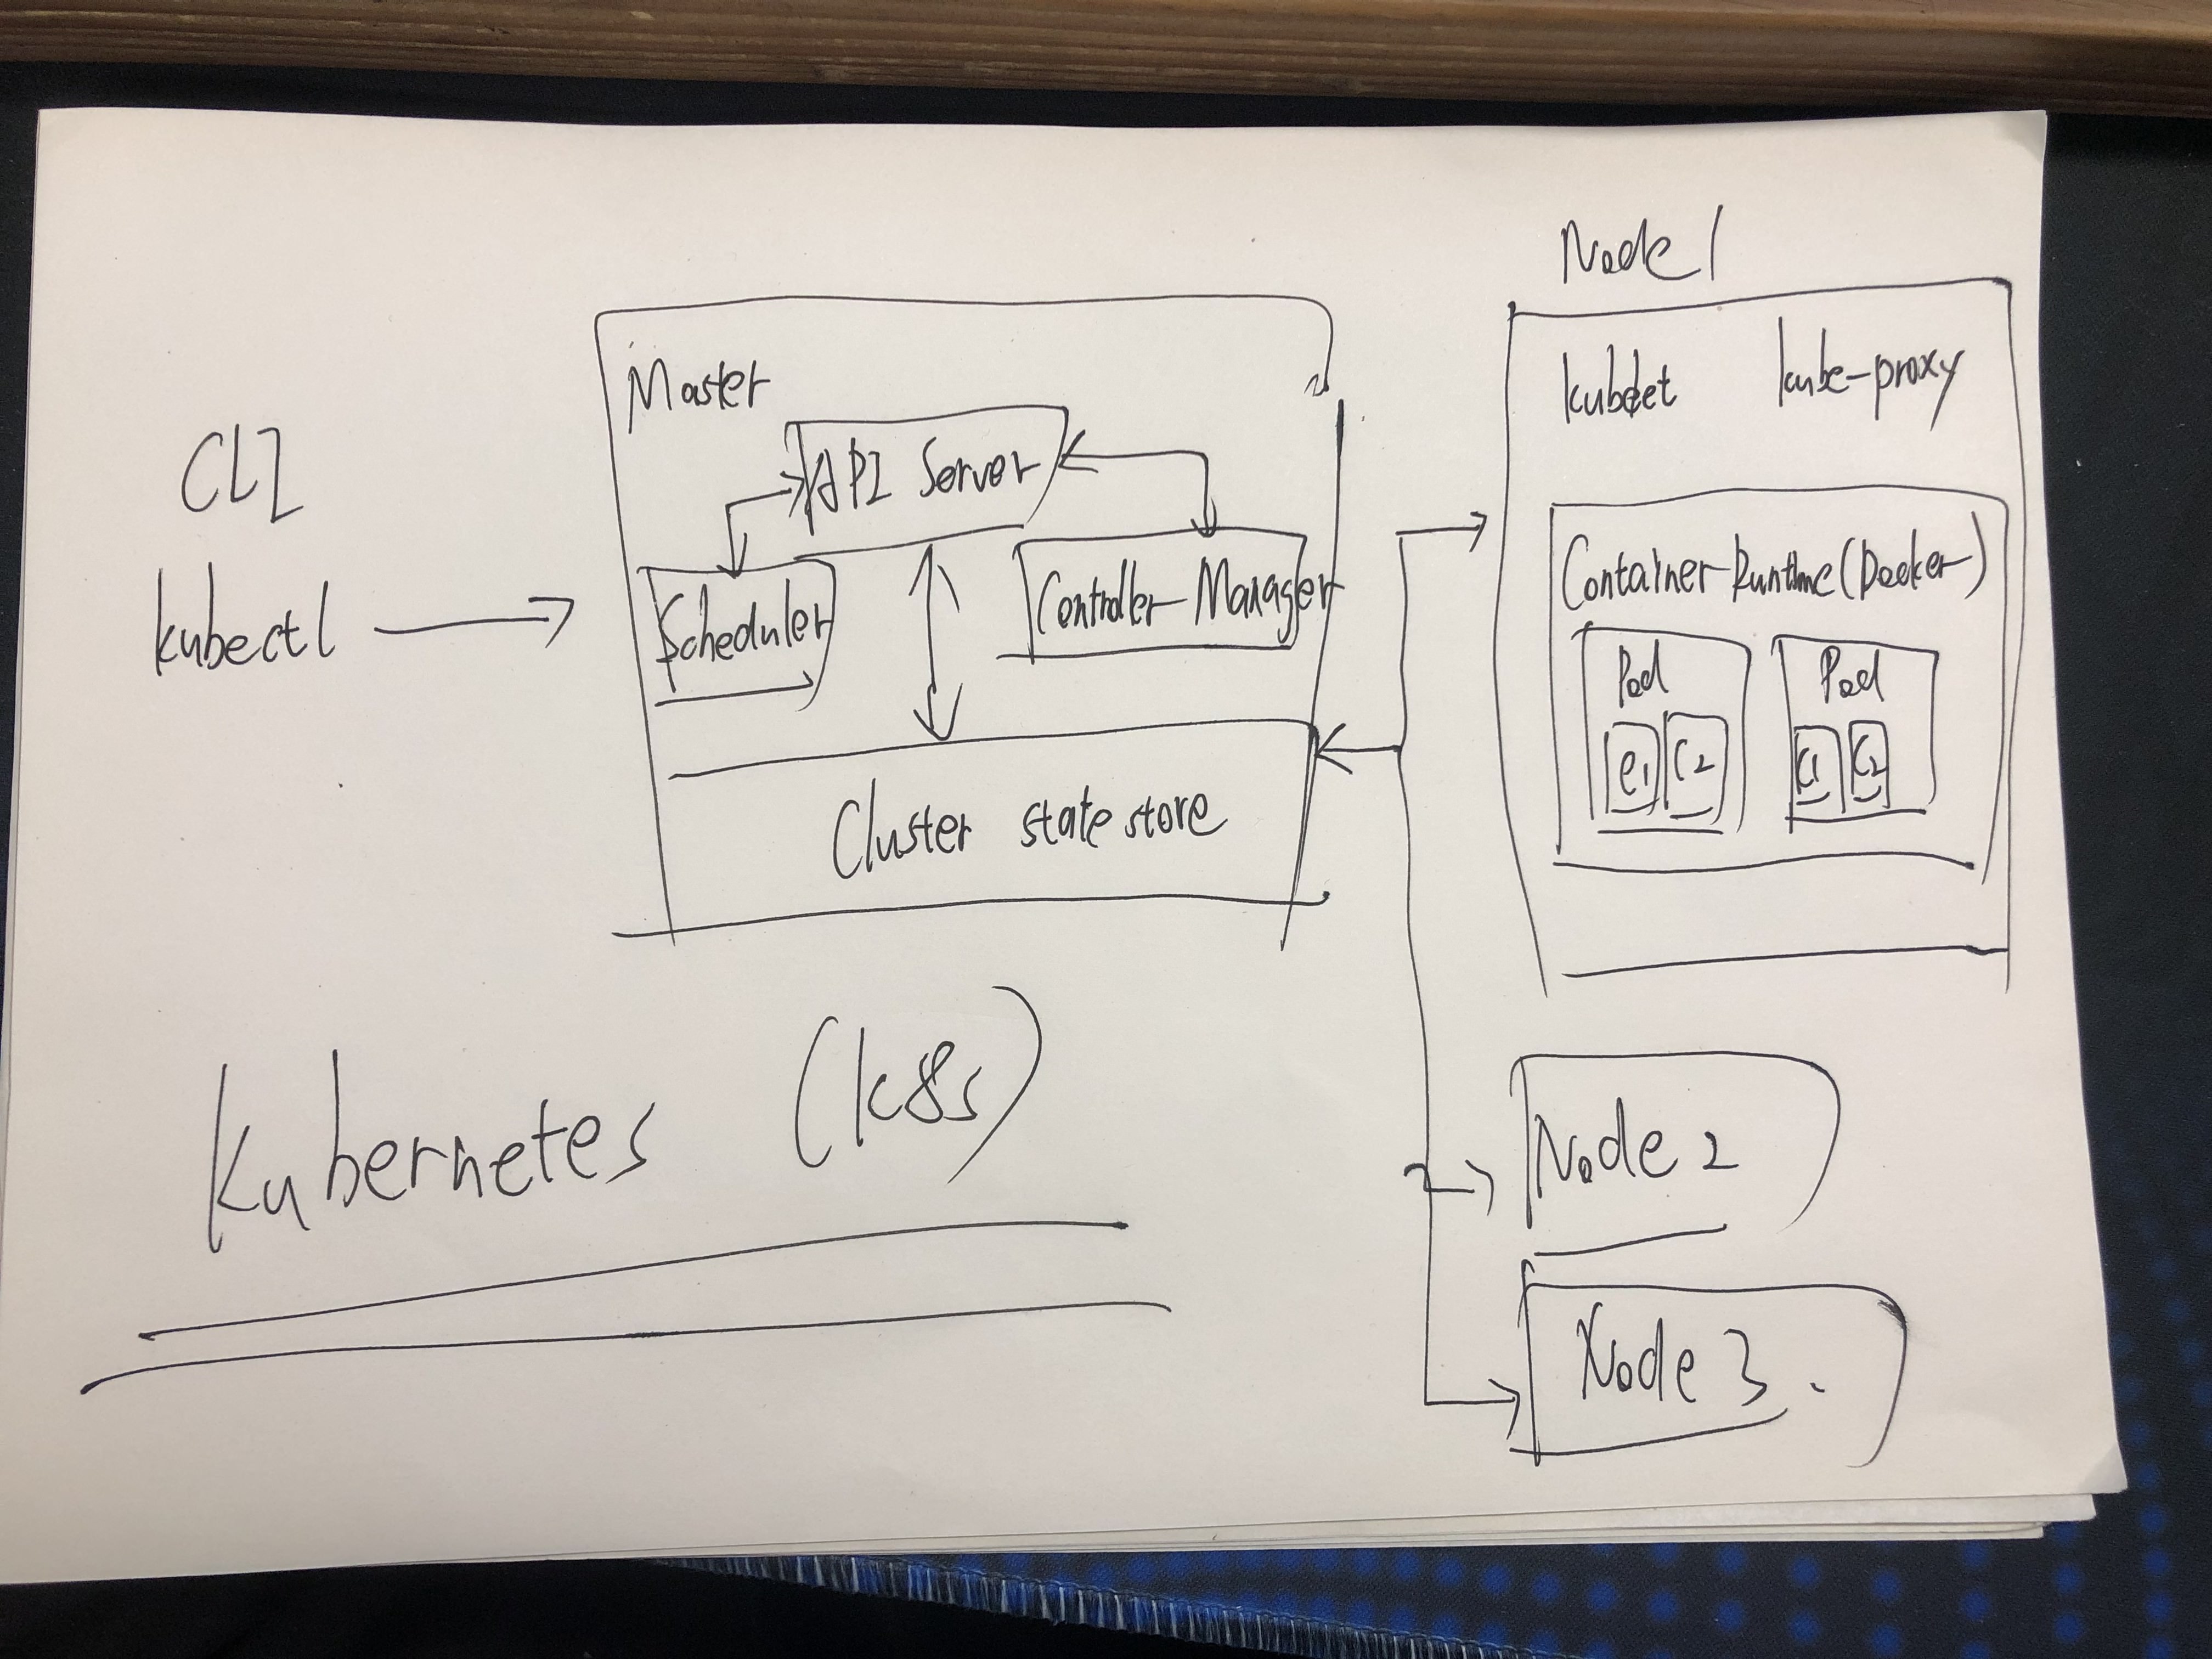 Node 1
Master
kubelet kube-proxy
CLI
API Server
kubectl
Scheduler
Controller-Manager
Container Runtime (Docker)
Pod Pod
C1 C2 C1 C2
Cluster state store
Kubernetes (k8s)
Node 2
Node 3